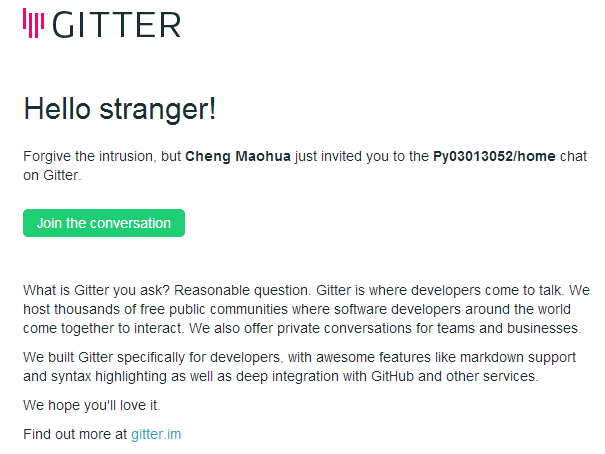 GITTER
Hello stranger!
Forgive the intrusion, but Cheng Maohua just invited you to the Py03013052/home chat
on Gitter.
Join the conversation
What is Gitter you ask? Reasonable question. Gitter is where developers come to talk. We
host thousands of free public communities where software developers around the world
come together to interact. We also offer private conversations for teams and businesses.
We built Gitter specifically for developers, with awesome features like markdown support
and syntax highlighting as well as deep integration with GitHub and other services.
We hope you'll love it.
Find out more at gitter.im